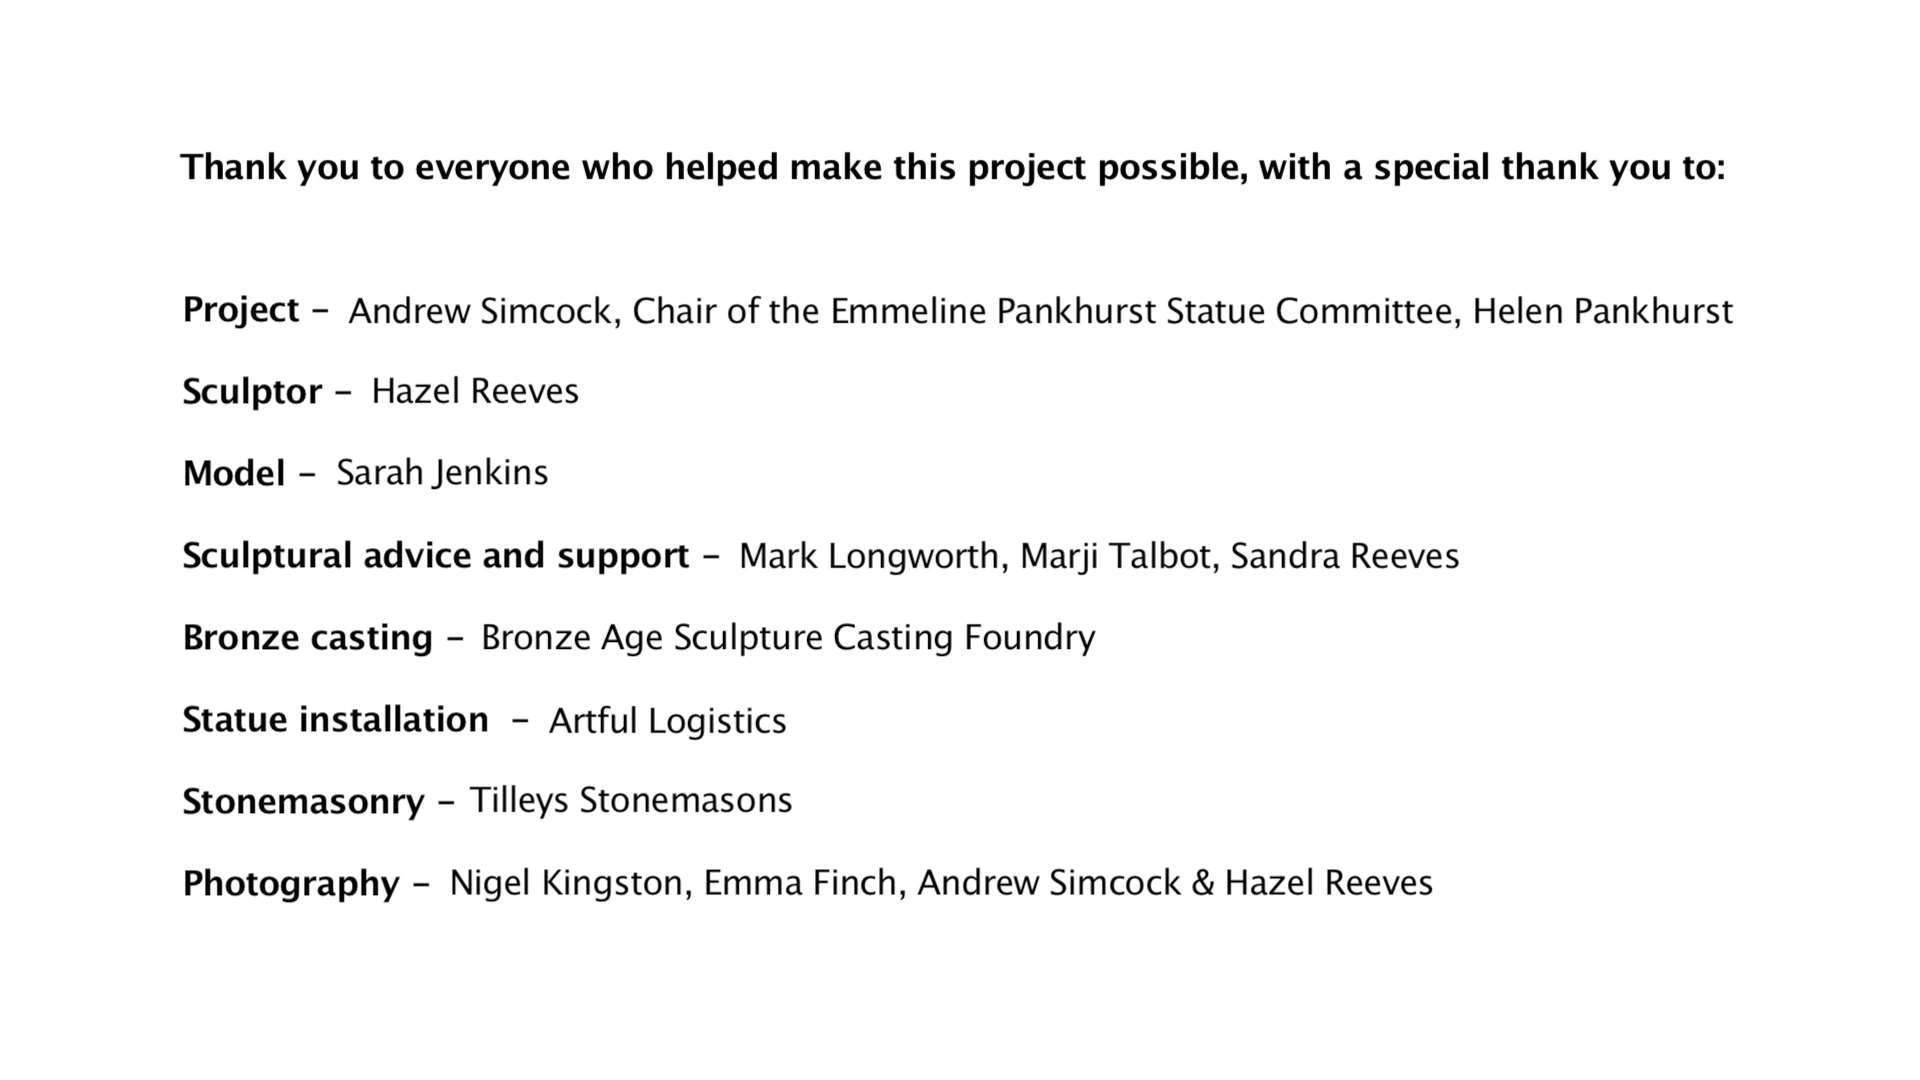 Thank you to everyone who helped make this project possible, with a special thank you to:
Project – Andrew Simcock, Chair of the Emmeline Pankhurst Statue Committee, Helen Pankhurst
Sculptor – Hazel Reeves
Model – Sarah Jenkins
Sculptural advice and support – Mark Longworth, Marji Talbot, Sandra Reeves
Bronze casting – Bronze Age Sculpture Casting Foundry
Statue installation – Artful Logistics
Stonemasonry – Tilleys Stonemasons
Photography – Nigel Kingston, Emma Finch, Andrew Simcock & Hazel Reeves